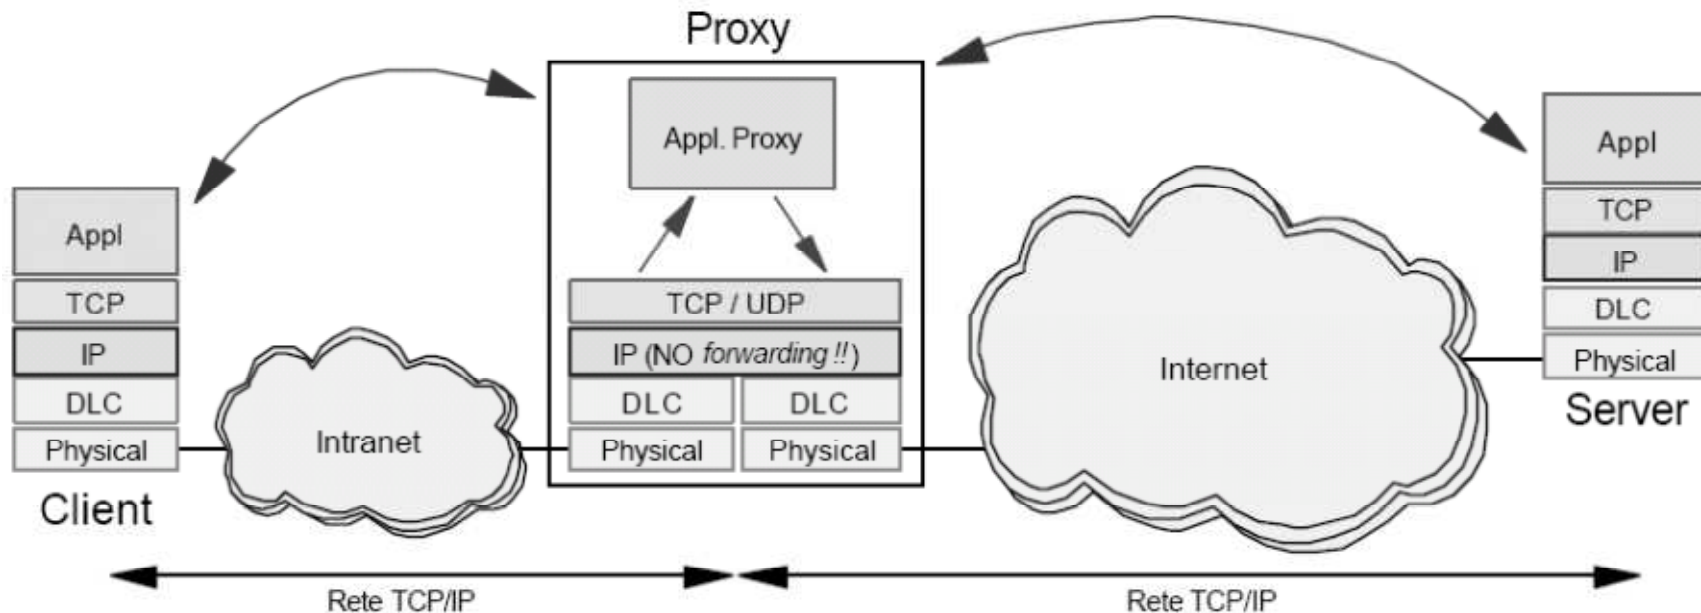 Proxy
Appl. Proxy
TCP / UDP
IP (NO forwarding !!)
DLC
DLC
Physical
Physical
Appl
TCP
IP
DLC
Physical
Client
Intranet
Internet
Appl
TCP
IP
DLC
Physical
Server
Rete TCP/IP
Rete TCP/IP